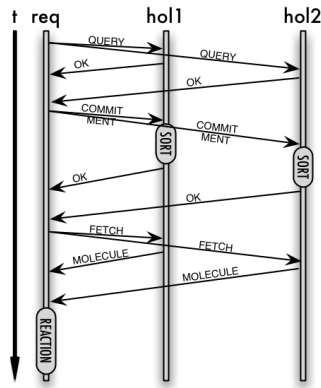 t req hol1 hol2
QUERY
QUERY
OK
OK
COMMIT
MENT
COMMIT
MENT
SORT
SORT
OK
OK
FETCH
FETCH
MOLECULE
MOLECULE
REACTION